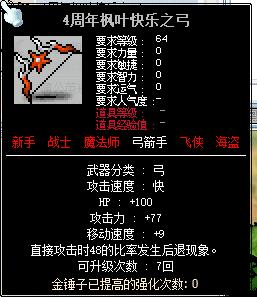 4周年枫叶快乐之弓
要求等级： 64
要求力量： 0
要求敏捷： 0
要求智力： 0
要求运气： 0
要求人气度： -
道具等级： -
道具经验值： -
新手 战士 魔法师 弓箭手 飞侠 海盗
武器分类： 弓
攻击速度： 快
HP： +100
攻击力： +77
移动速度： +9
直接攻击时48的比率发生后退现象。
可升级次数： 7回
金锤子已提高的强化次数: 0